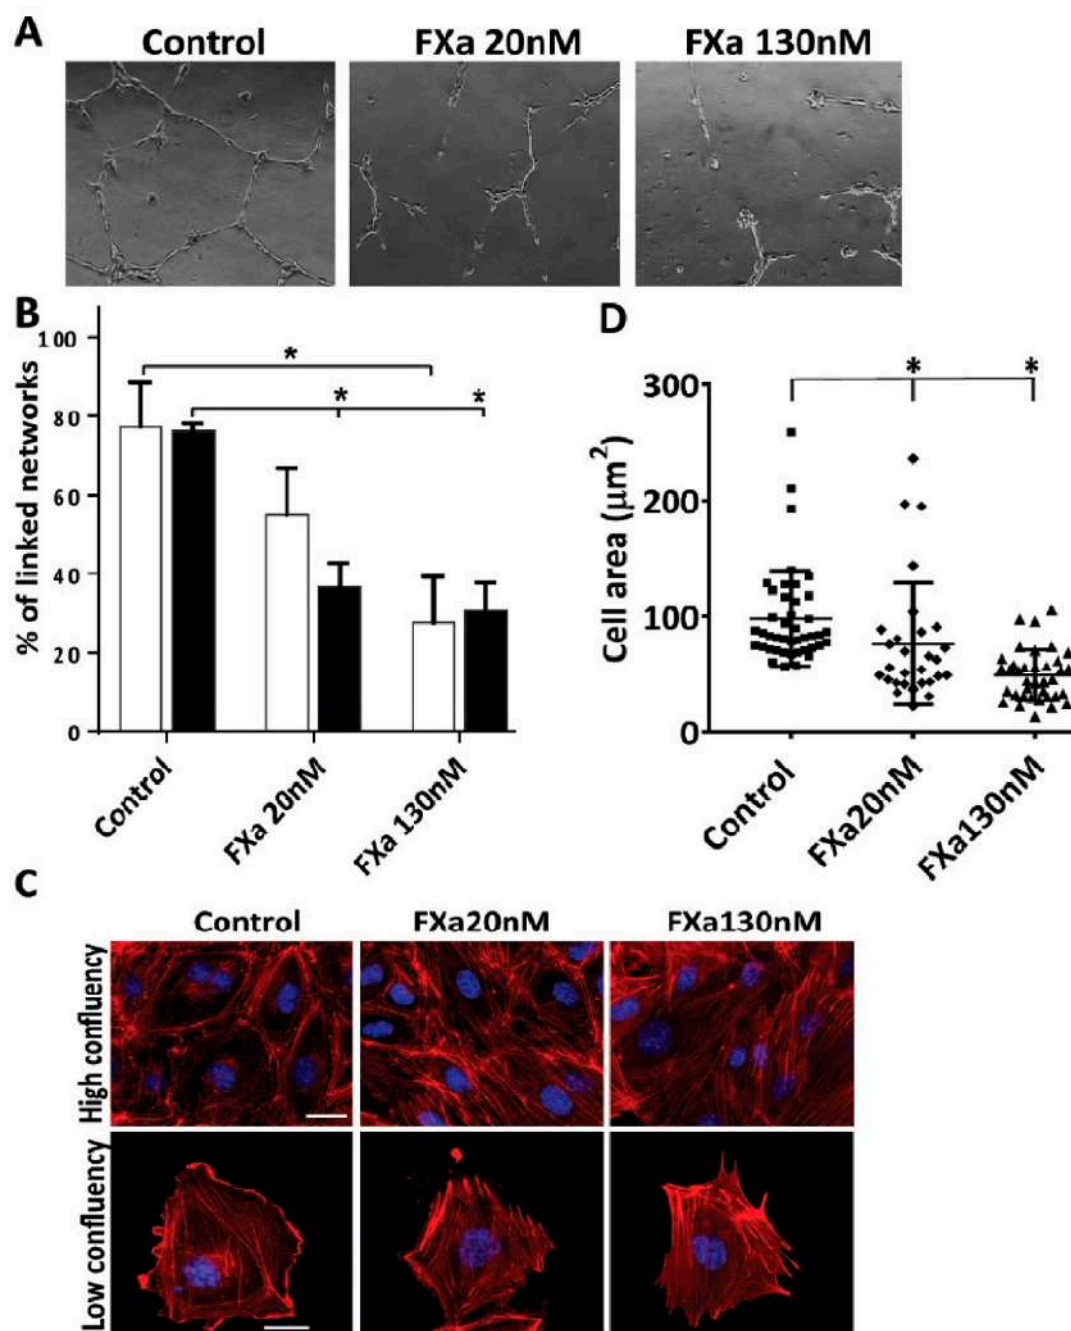 A
Control FXa 20nM FXa 130nM
B
% of linked networks
100
80
60
40
20
0
*
*
*
Control
FXa 20nM
FXa 130nM
D
Cell area (μm²)
300
200
100
0
*
*
Control
FXa20nM
FXa130nM
C
Control FXa20nM FXa130nM
High confluency
Low confluency